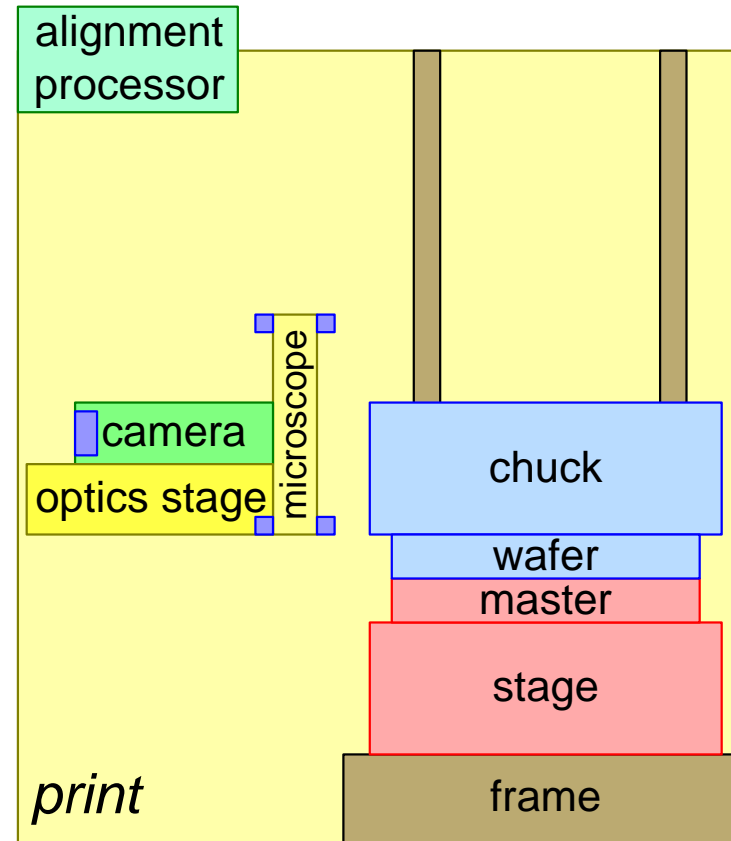 alignment
processor
microscope
camera
optics stage
chuck
wafer
master
stage
frame
print